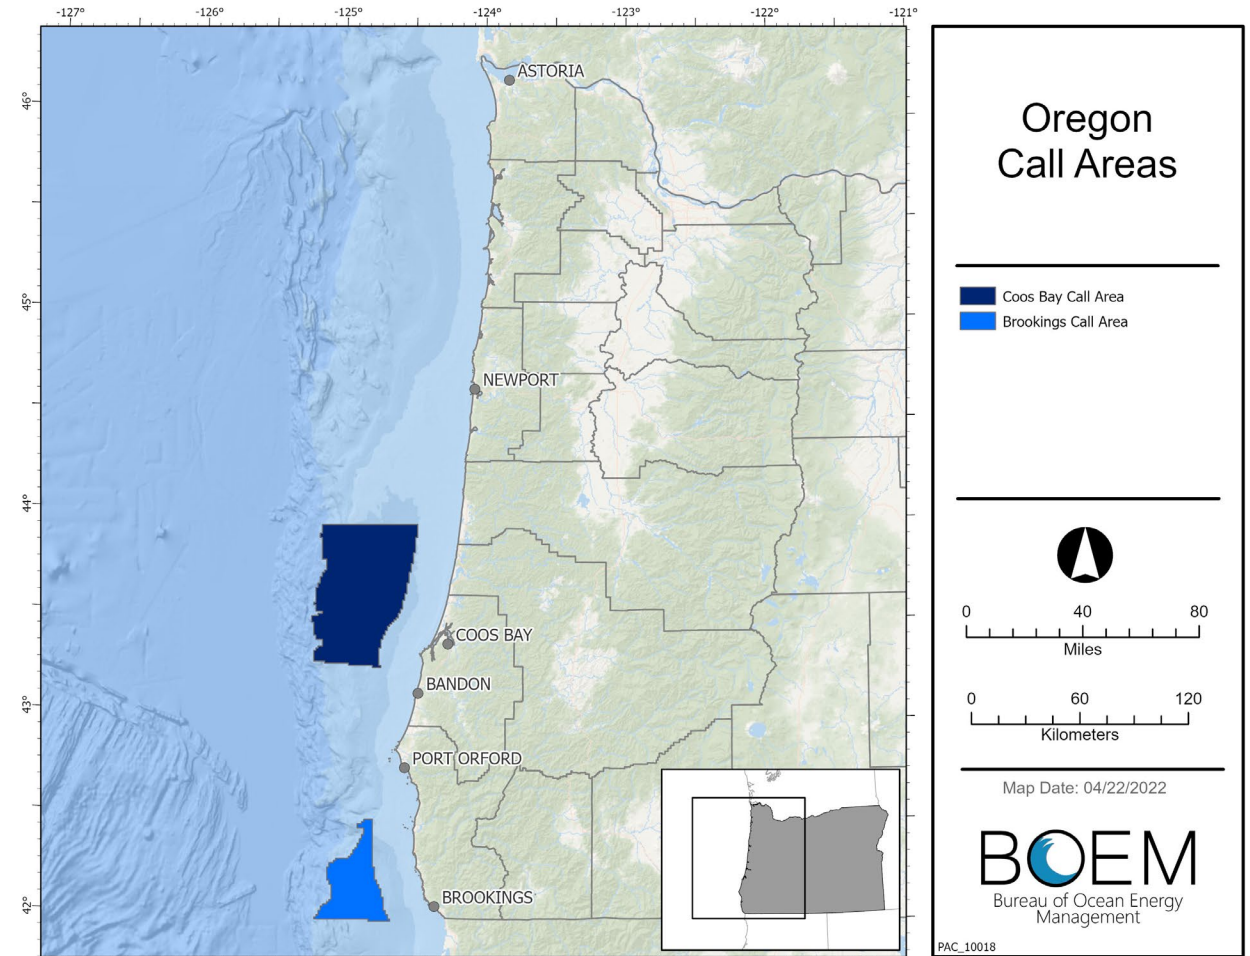 -127° -126° -125° -124° -123° -122° -121°
46°
45°
44°
43°
42°
ASTORIA
NEWPORT
COOS BAY
BANDON
PORT ORFORD
BROOKINGS
Oregon
Call Areas
Coos Bay Call Area
Brookings Call Area
0 40 80
Miles
0 60 120
Kilometers
Map Date: 04/22/2022
BOEM
Bureau of Ocean Energy
Management
PAC_10018